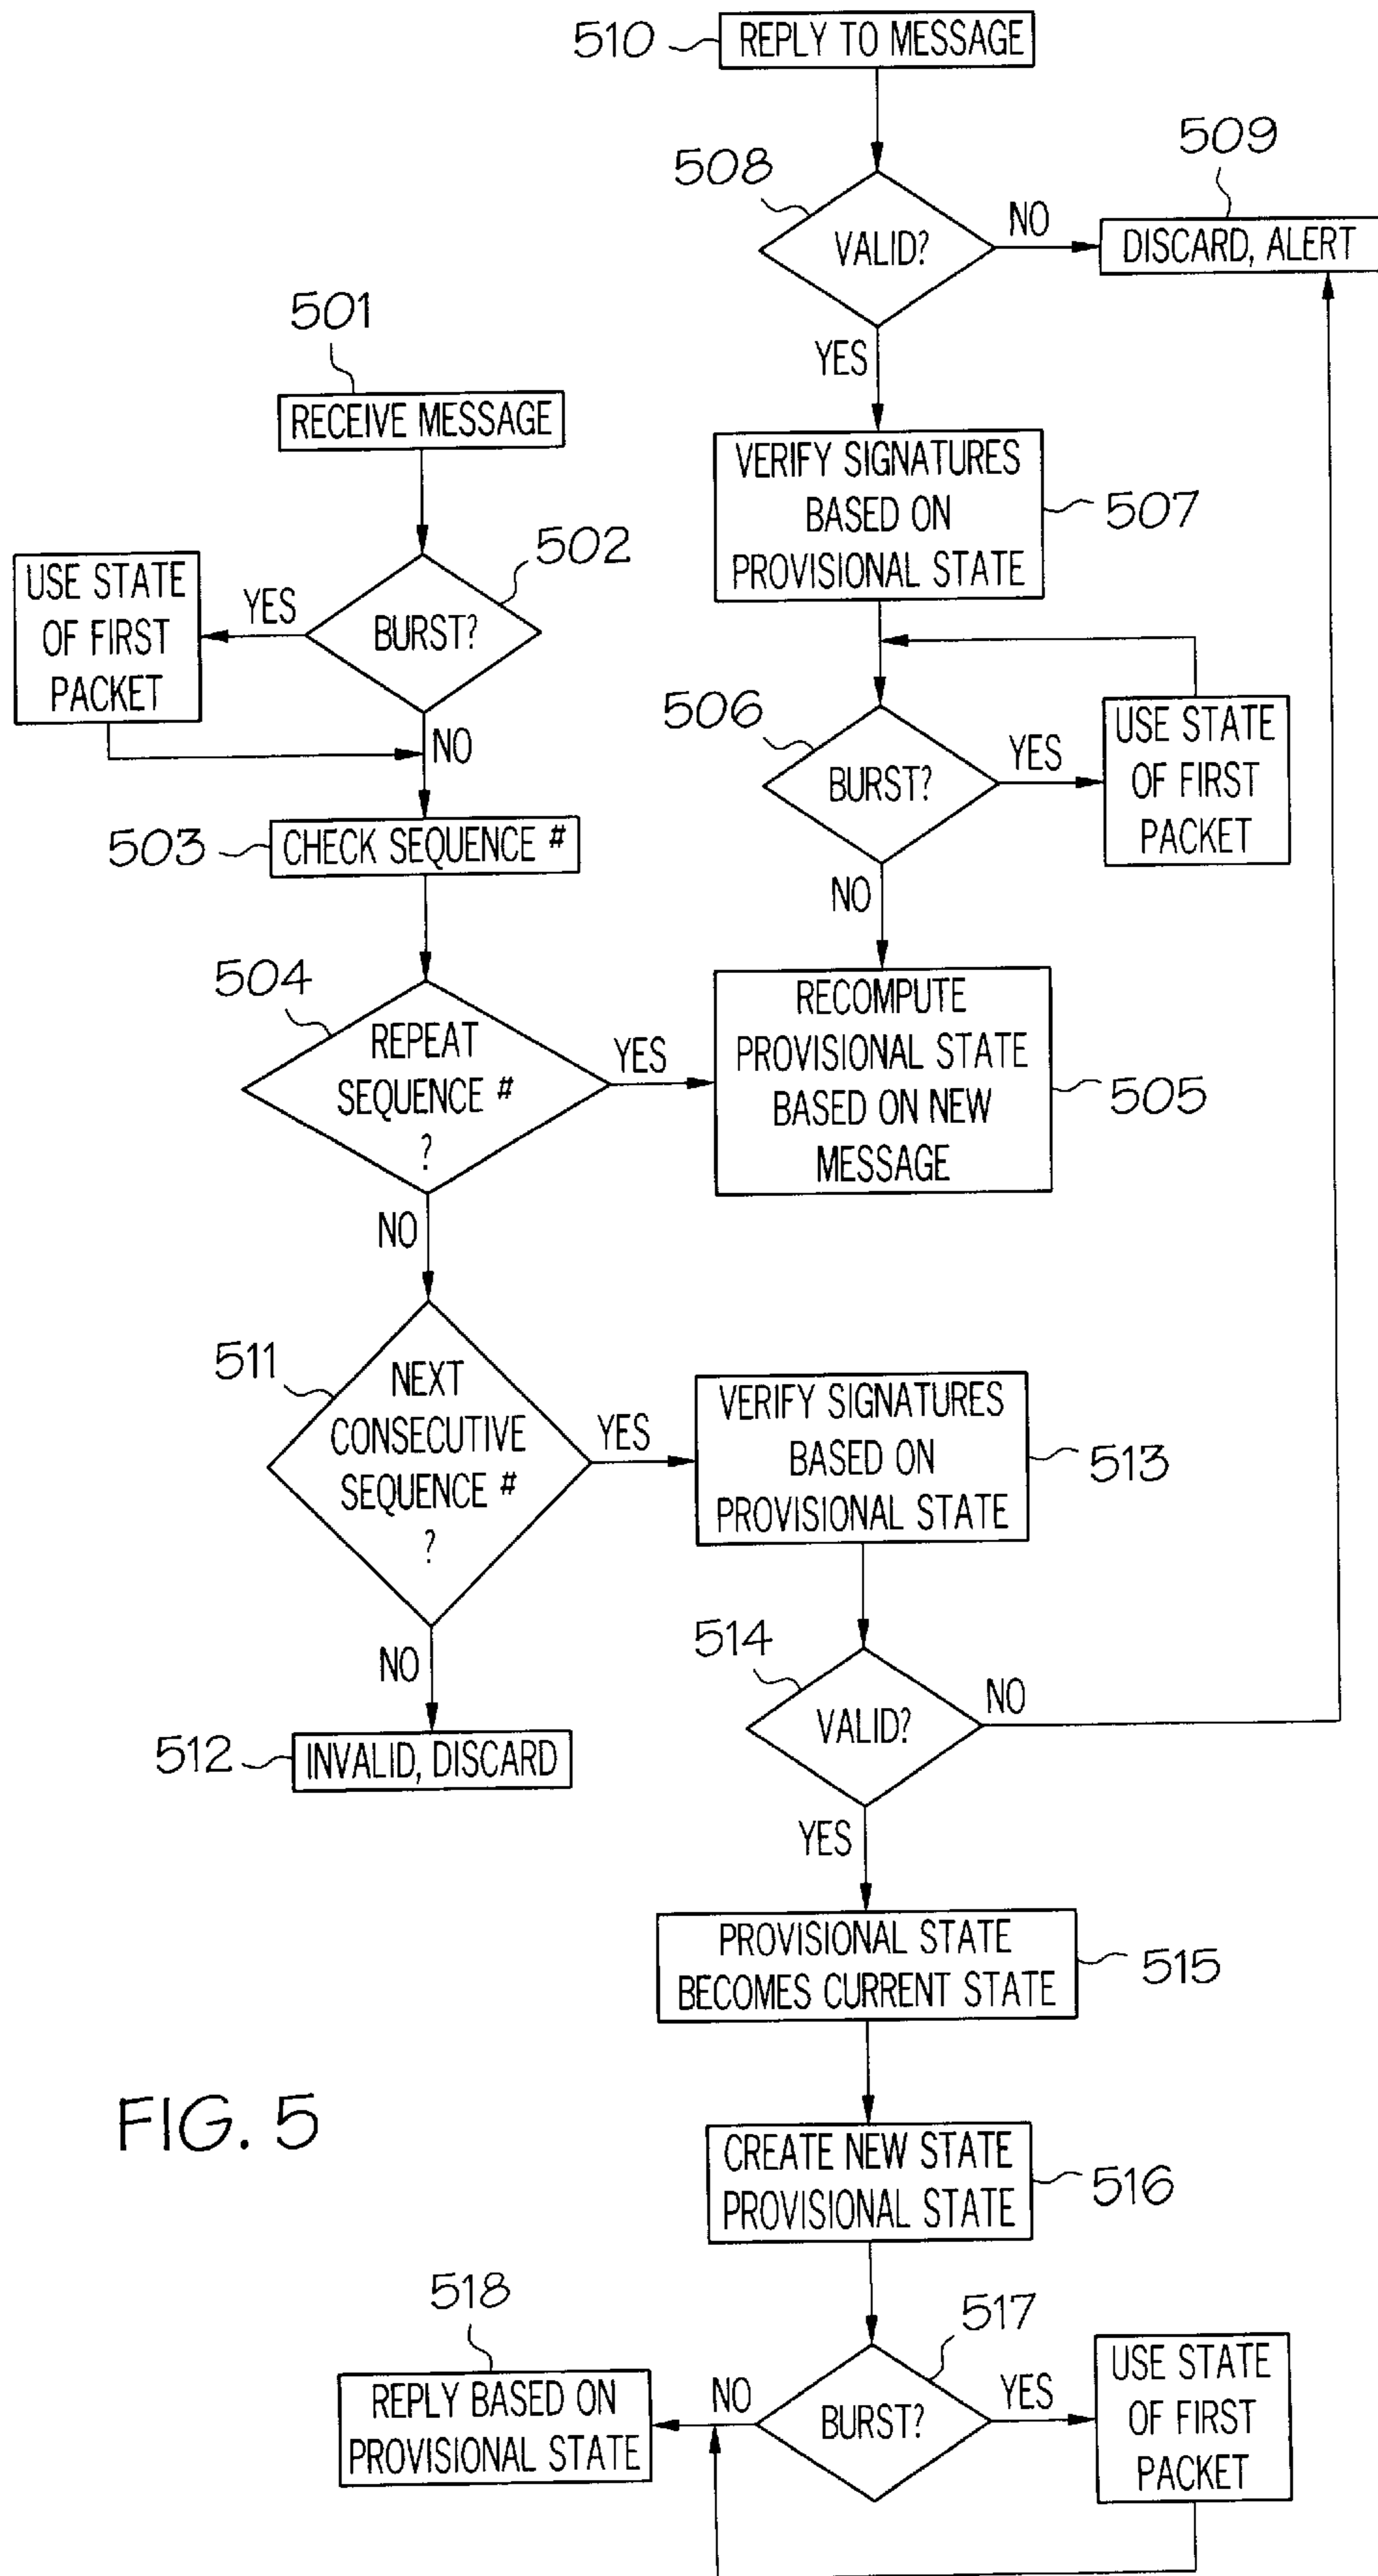 510
REPLY TO MESSAGE
508
VALID?
NO
509
DISCARD, ALERT
YES
501
RECEIVE MESSAGE
VERIFY SIGNATURES
BASED ON
PROVISIONAL STATE
507
502
BURST?
YES
USE STATE
OF FIRST
PACKET
NO
506
BURST?
YES
USE STATE
OF FIRST
PACKET
NO
503
CHECK SEQUENCE #
504
REPEAT
SEQUENCE #
?
YES
RECOMPUTE
PROVISIONAL STATE
BASED ON NEW
MESSAGE
505
NO
511
NEXT
CONSECUTIVE
SEQUENCE #
?
YES
VERIFY SIGNATURES
BASED ON
PROVISIONAL STATE
513
NO
512
INVALID, DISCARD
514
VALID?
NO
YES
PROVISIONAL STATE
BECOMES CURRENT STATE
515
FIG. 5
CREATE NEW STATE
PROVISIONAL STATE
516
518
REPLY BASED ON
PROVISIONAL STATE
NO
517
BURST?
YES
USE STATE
OF FIRST
PACKET